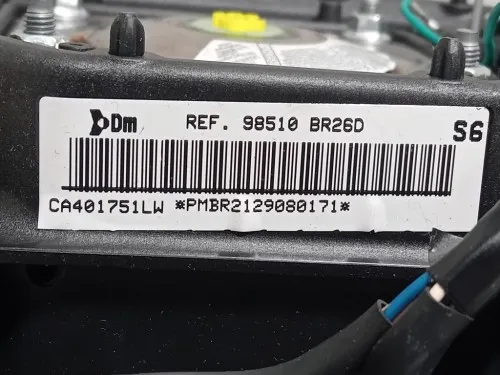 Dm REF. 98510 BR26D S6
CA401751LW *PMBR2129080171*